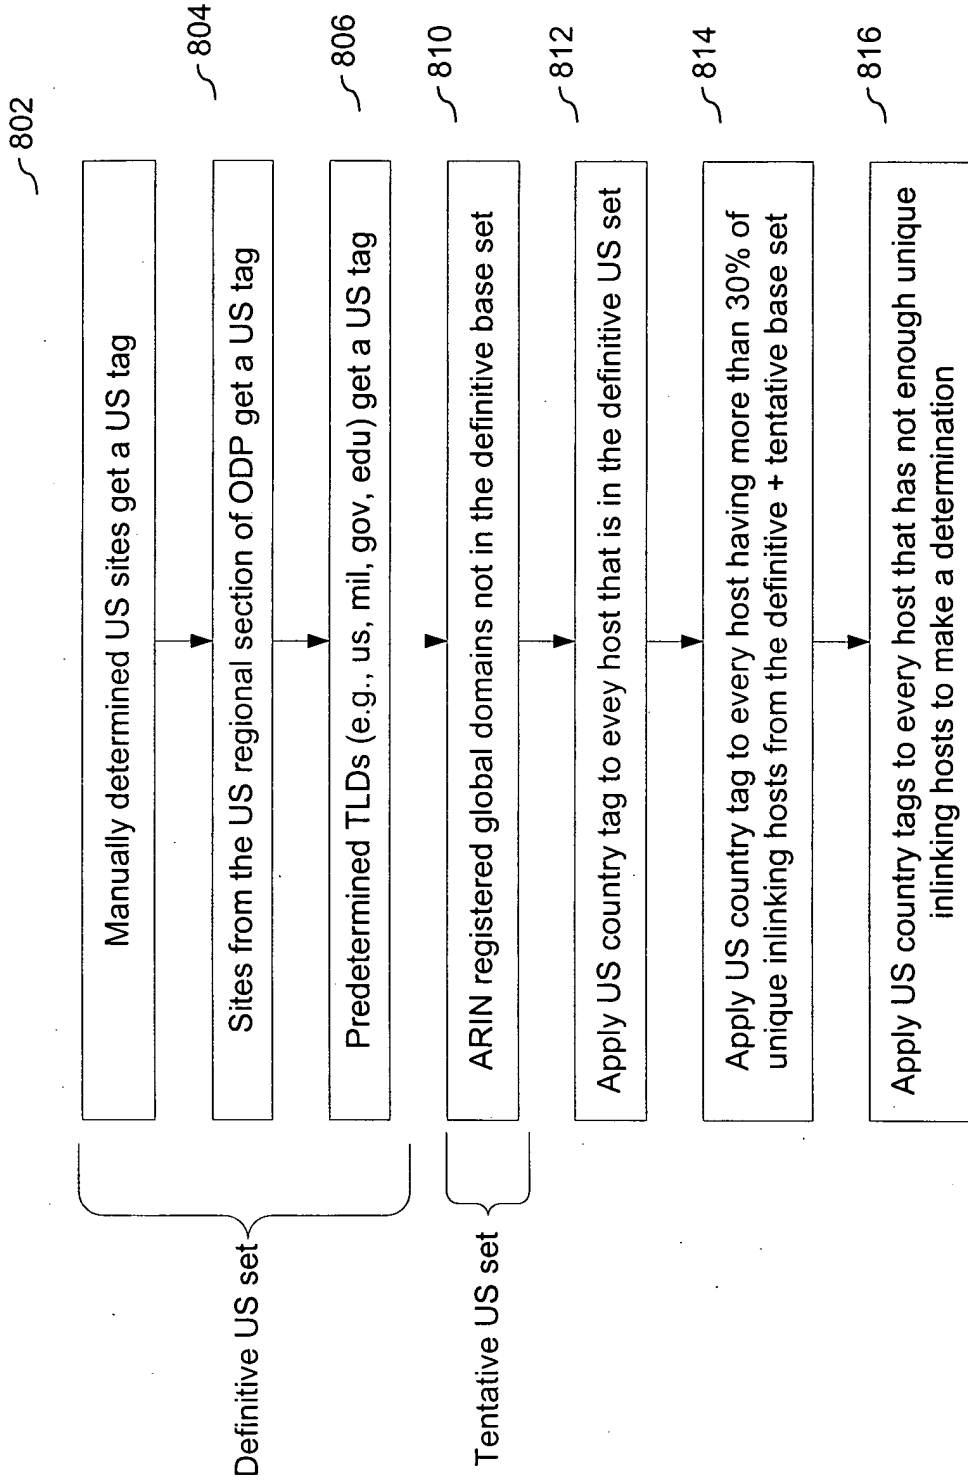 802
Manually determined US sites get a US tag
804
Sites from the US regional section of ODP get a US tag
806
Predetermined TLDs (e.g., us, mil, gov, edu) get a US tag
Definitive US set
810
ARIN registered global domains not in the definitive base set
Tentative US set
812
Apply US country tag to evey host that is in the definitive US set
814
Apply US country tag to every host having more than 30% of
unique inlinking hosts from the definitive + tentative base set
816
Apply US country tags to every host that has not enough unique
inlinking hosts to make a determination